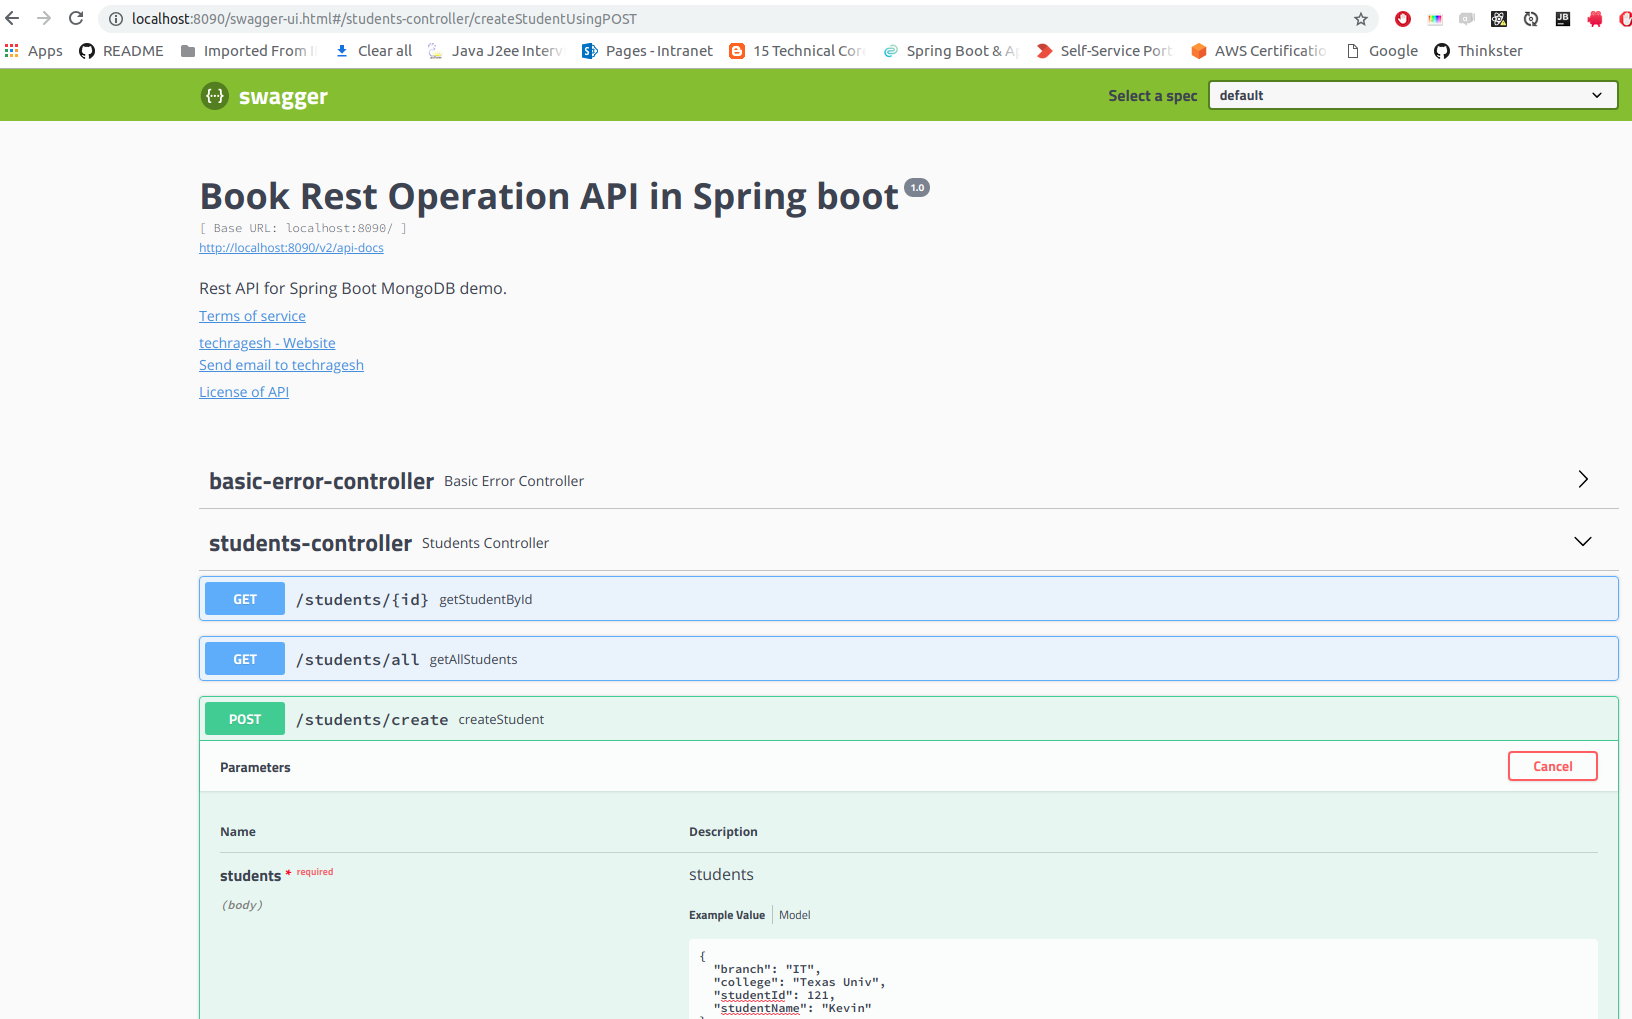 localhost:8090/swagger-ui.html#/students-controller/createStudentUsingPOST
Apps README Imported From Clear all Java J2ee Interv Pages - Intranet 15 Technical Cor Spring Boot & A Self-Service Port AWS Certificatio Google Thinkster
{...} swagger Select a spec default
Book Rest Operation API in Spring boot 1.0
[ Base URL: localhost:8090/ ]
http://localhost:8090/v2/api-docs
Rest API for Spring Boot MongoDB demo.
Terms of service
techragesh - Website
Send email to techragesh
License of API
basic-error-controller Basic Error Controller
students-controller Students Controller
GET /students/{id} getStudentById
GET /students/all getAllStudents
POST /students/create createStudent
Parameters Cancel
Name Description
students * required students
(body)
Example Value Model
{
"branch": "IT",
"college": "Texas Univ",
"studentId": 121,
"studentName": "Kevin"